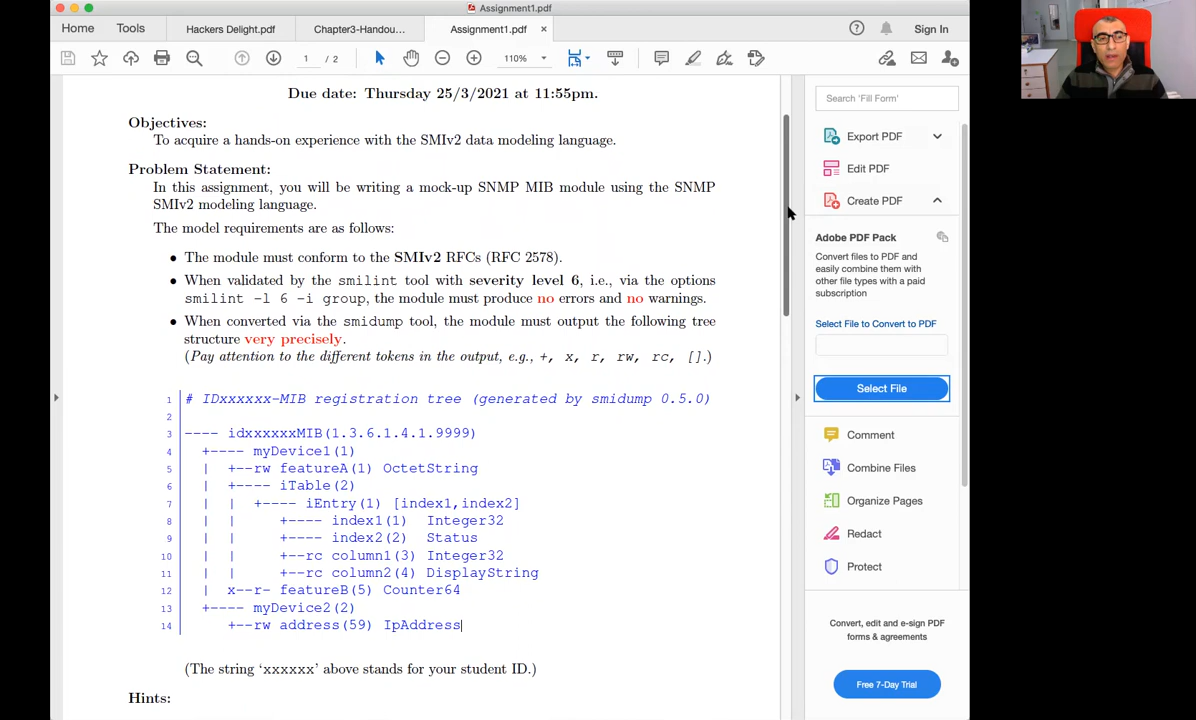 Assignment1.pdf
Home
Tools
Hackers Delight.pdf
Chapter3-Handou...
Assignment1.pdf
×
?
Sign In
1 / 2
110%
Due date: Thursday 25/3/2021 at 11:55pm.
Objectives:
To acquire a hands-on experience with the SMIv2 data modeling language.
Problem Statement:
In this assignment, you will be writing a mock-up SNMP MIB module using the SNMP
SMIv2 modeling language.
The model requirements are as follows:
• The module must conform to the SMIv2 RFCs (RFC 2578).
• When validated by the smilint tool with severity level 6, i.e., via the options
smilint -l 6 -i group, the module must produce no errors and no warnings.
• When converted via the smidump tool, the module must output the following tree
structure very precisely.
(Pay attention to the different tokens in the output, e.g., +, x, r, rw, rc, [].)
1 # IDxxxxxx-MIB registration tree (generated by smidump 0.5.0)
2
3 ---- idxxxxxxMIB(1.3.6.1.4.1.9999)
4 +---- myDevice1(1)
5 | +--rw featureA(1) OctetString
6 | +---- iTable(2)
7 | | +---- iEntry(1) [index1,index2]
8 | | +---- index1(1) Integer32
9 | | +---- index2(2) Status
10 | | +--rc column1(3) Integer32
11 | | +--rc column2(4) DisplayString
12 | x--r- featureB(5) Counter64
13 +---- myDevice2(2)
14 +--rw address(59) IpAddress
(The string ‘xxxxxx’ above stands for your student ID.)
Hints:
Search 'Fill Form'
Export PDF
Edit PDF
Create PDF
Adobe PDF Pack
Convert files to PDF and
easily combine them with
other file types with a paid
subscription
Select File to Convert to PDF
Select File
Comment
Combine Files
Organize Pages
Redact
Protect
Convert, edit and e-sign PDF
forms & agreements
Free 7-Day Trial